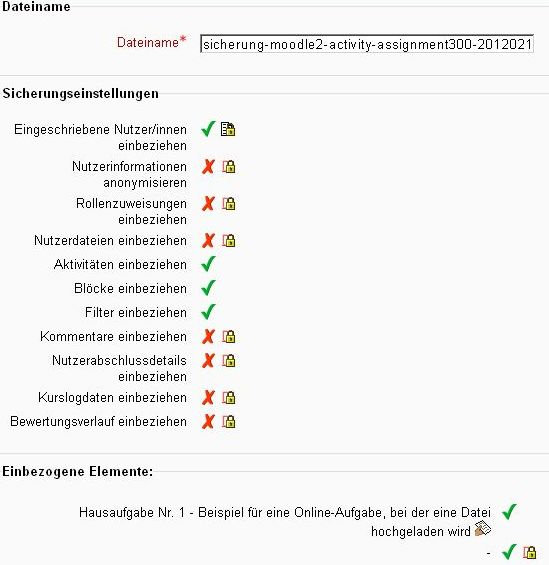 Dateiname
Dateiname*
sicherung-moodle2-activity-assignment300-2012021
Sicherungseinstellungen
Eingeschriebene Nutzer/innen
einbeziehen
Nutzerinformationen
anonymisieren
Rollenzuweisungen
einbeziehen
Nutzerdateien einbeziehen
Aktivitäten einbeziehen
Blöcke einbeziehen
Filter einbeziehen
Kommentare einbeziehen
Nutzerabschlussdetails
einbeziehen
Kurslogdaten einbeziehen
Bewertungsverlauf einbeziehen
Einbezogene Elemente:
Hausaufgabe Nr. 1 - Beispiel für eine Online-Aufgabe, bei der eine Datei
hochgeladen wird
-